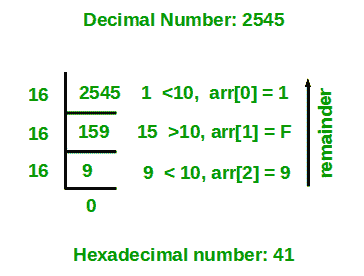 Decimal Number: 2545
16 2545 1 <10, arr[0] = 1
16 159 15 >10, arr[1] = F
16 9 9 < 10, arr[2] = 9
0
remainder
Hexadecimal number: 41